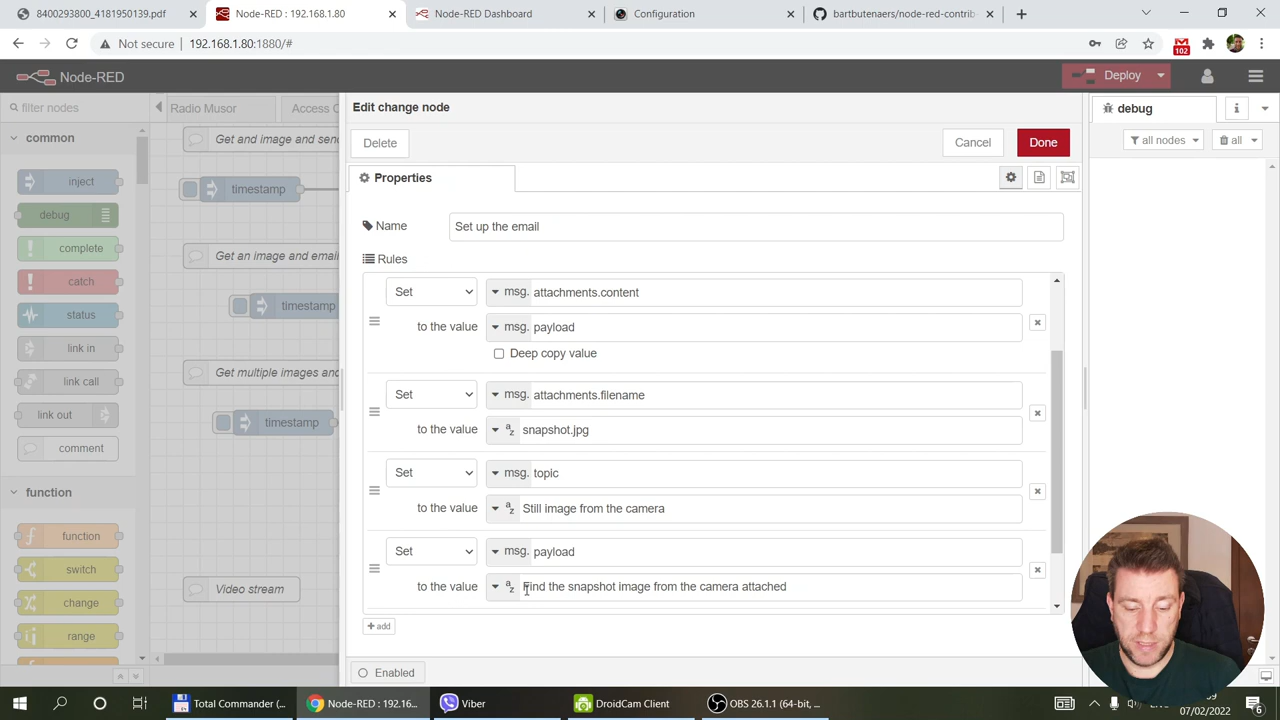 8400293800_4181950139.pdf
Node-RED : 192.168.1.80
Node-RED Dashboard
Configuration
bartbutenaers/node-red-contrib
Not secure
192.168.1.80:1880/#
102
Node-RED
Deploy
filter nodes
Radio Musor
Access C
Edit change node
debug
i
common
Get and image and send
Delete
Cancel
Done
all nodes
all
inject
timestamp
Properties
debug
Name
Set up the email
complete
Get an image and email
Rules
catch
timestamp
Set
msg. attachments.content
status
to the value
msg. payload
link in
Deep copy value
link call
Get multiple images and
Set
msg. attachments.filename
link out
timestamp
to the value
az snapshot.jpg
comment
Set
msg. topic
function
to the value
az Still image from the camera
function
Set
msg. payload
switch
to the value
az Find the snapshot image from the camera attached
change
Video stream
range
add
Enabled
Total Commander (...
Node-RED : 192.16...
Viber
DroidCam Client
OBS 26.1.1 (64-bit, ...
07/02/2022
6